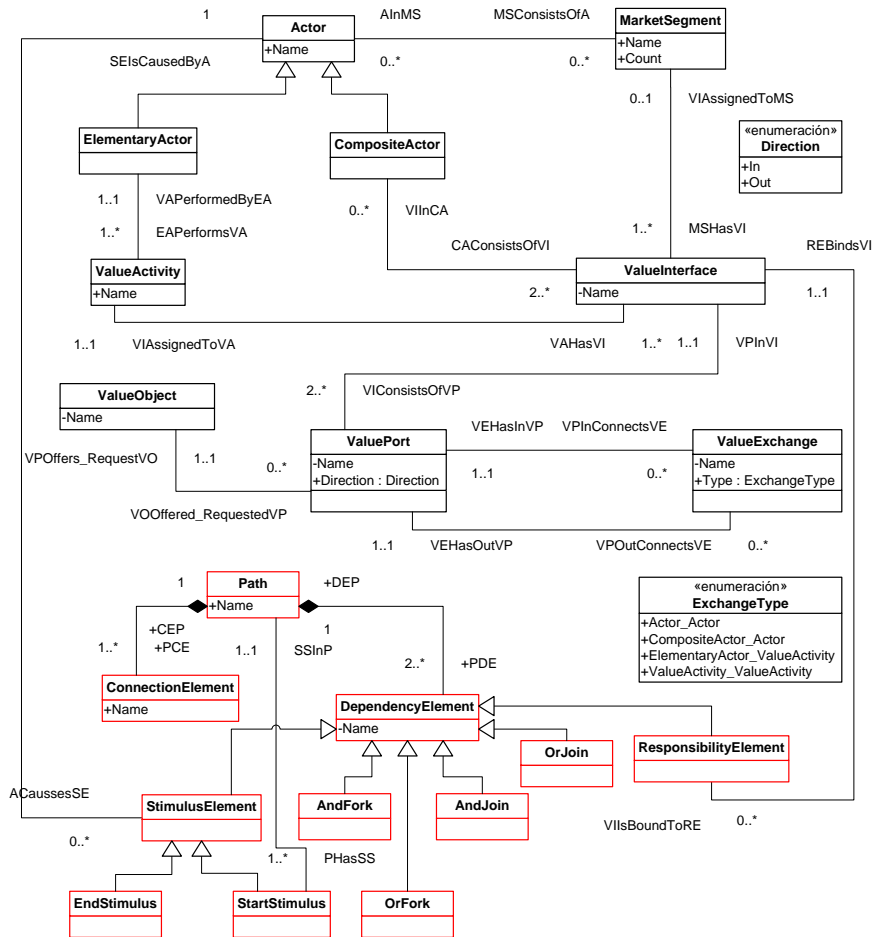 1
AInMS
MSConsistsOfA
Actor
+Name
MarketSegment
+Name
+Count
SEIsCausedByA
0..*
0..*
0..1
VIAssignedToMS
«enumeración»
Direction
+In
+Out
ElementaryActor
CompositeActor
1..1
VAPerformedByEA
0..*
VIInCA
1..*
EAPerformsVA
1..*
MSHasVI
REBindsVI
CAConsistsOfVI
ValueActivity
+Name
ValueInterface
-Name
2..*
1..1
1..1
VIAssignedToVA
VAHasVI
1..*
1..1
VPInVI
ValueObject
-Name
2..*
VIConsistsOfVP
ValuePort
-Name
+Direction : Direction
VEHasInVP
VPInConnectsVE
ValueExchange
-Name
+Type : ExchangeType
VPOffers_RequestVO
1..1
0..*
1..1
0..*
VOOffered_RequestedVP
1..1
VEHasOutVP
VPOutConnectsVE
0..*
1
Path
+Name
+DEP
«enumeración»
ExchangeType
+Actor_Actor
+CompositeActor_Actor
+ElementaryActor_ValueActivity
+ValueActivity_ValueActivity
+CEP
1
1..*
+PCE
1..1
SSInP
2..*
+PDE
ConnectionElement
+Name
DependencyElement
-Name
OrJoin
ResponsibilityElement
ACaussesSE
StimulusElement
AndFork
AndJoin
0..*
VIIsBoundToRE
0..*
1..*
PHasSS
EndStimulus
StartStimulus
OrFork